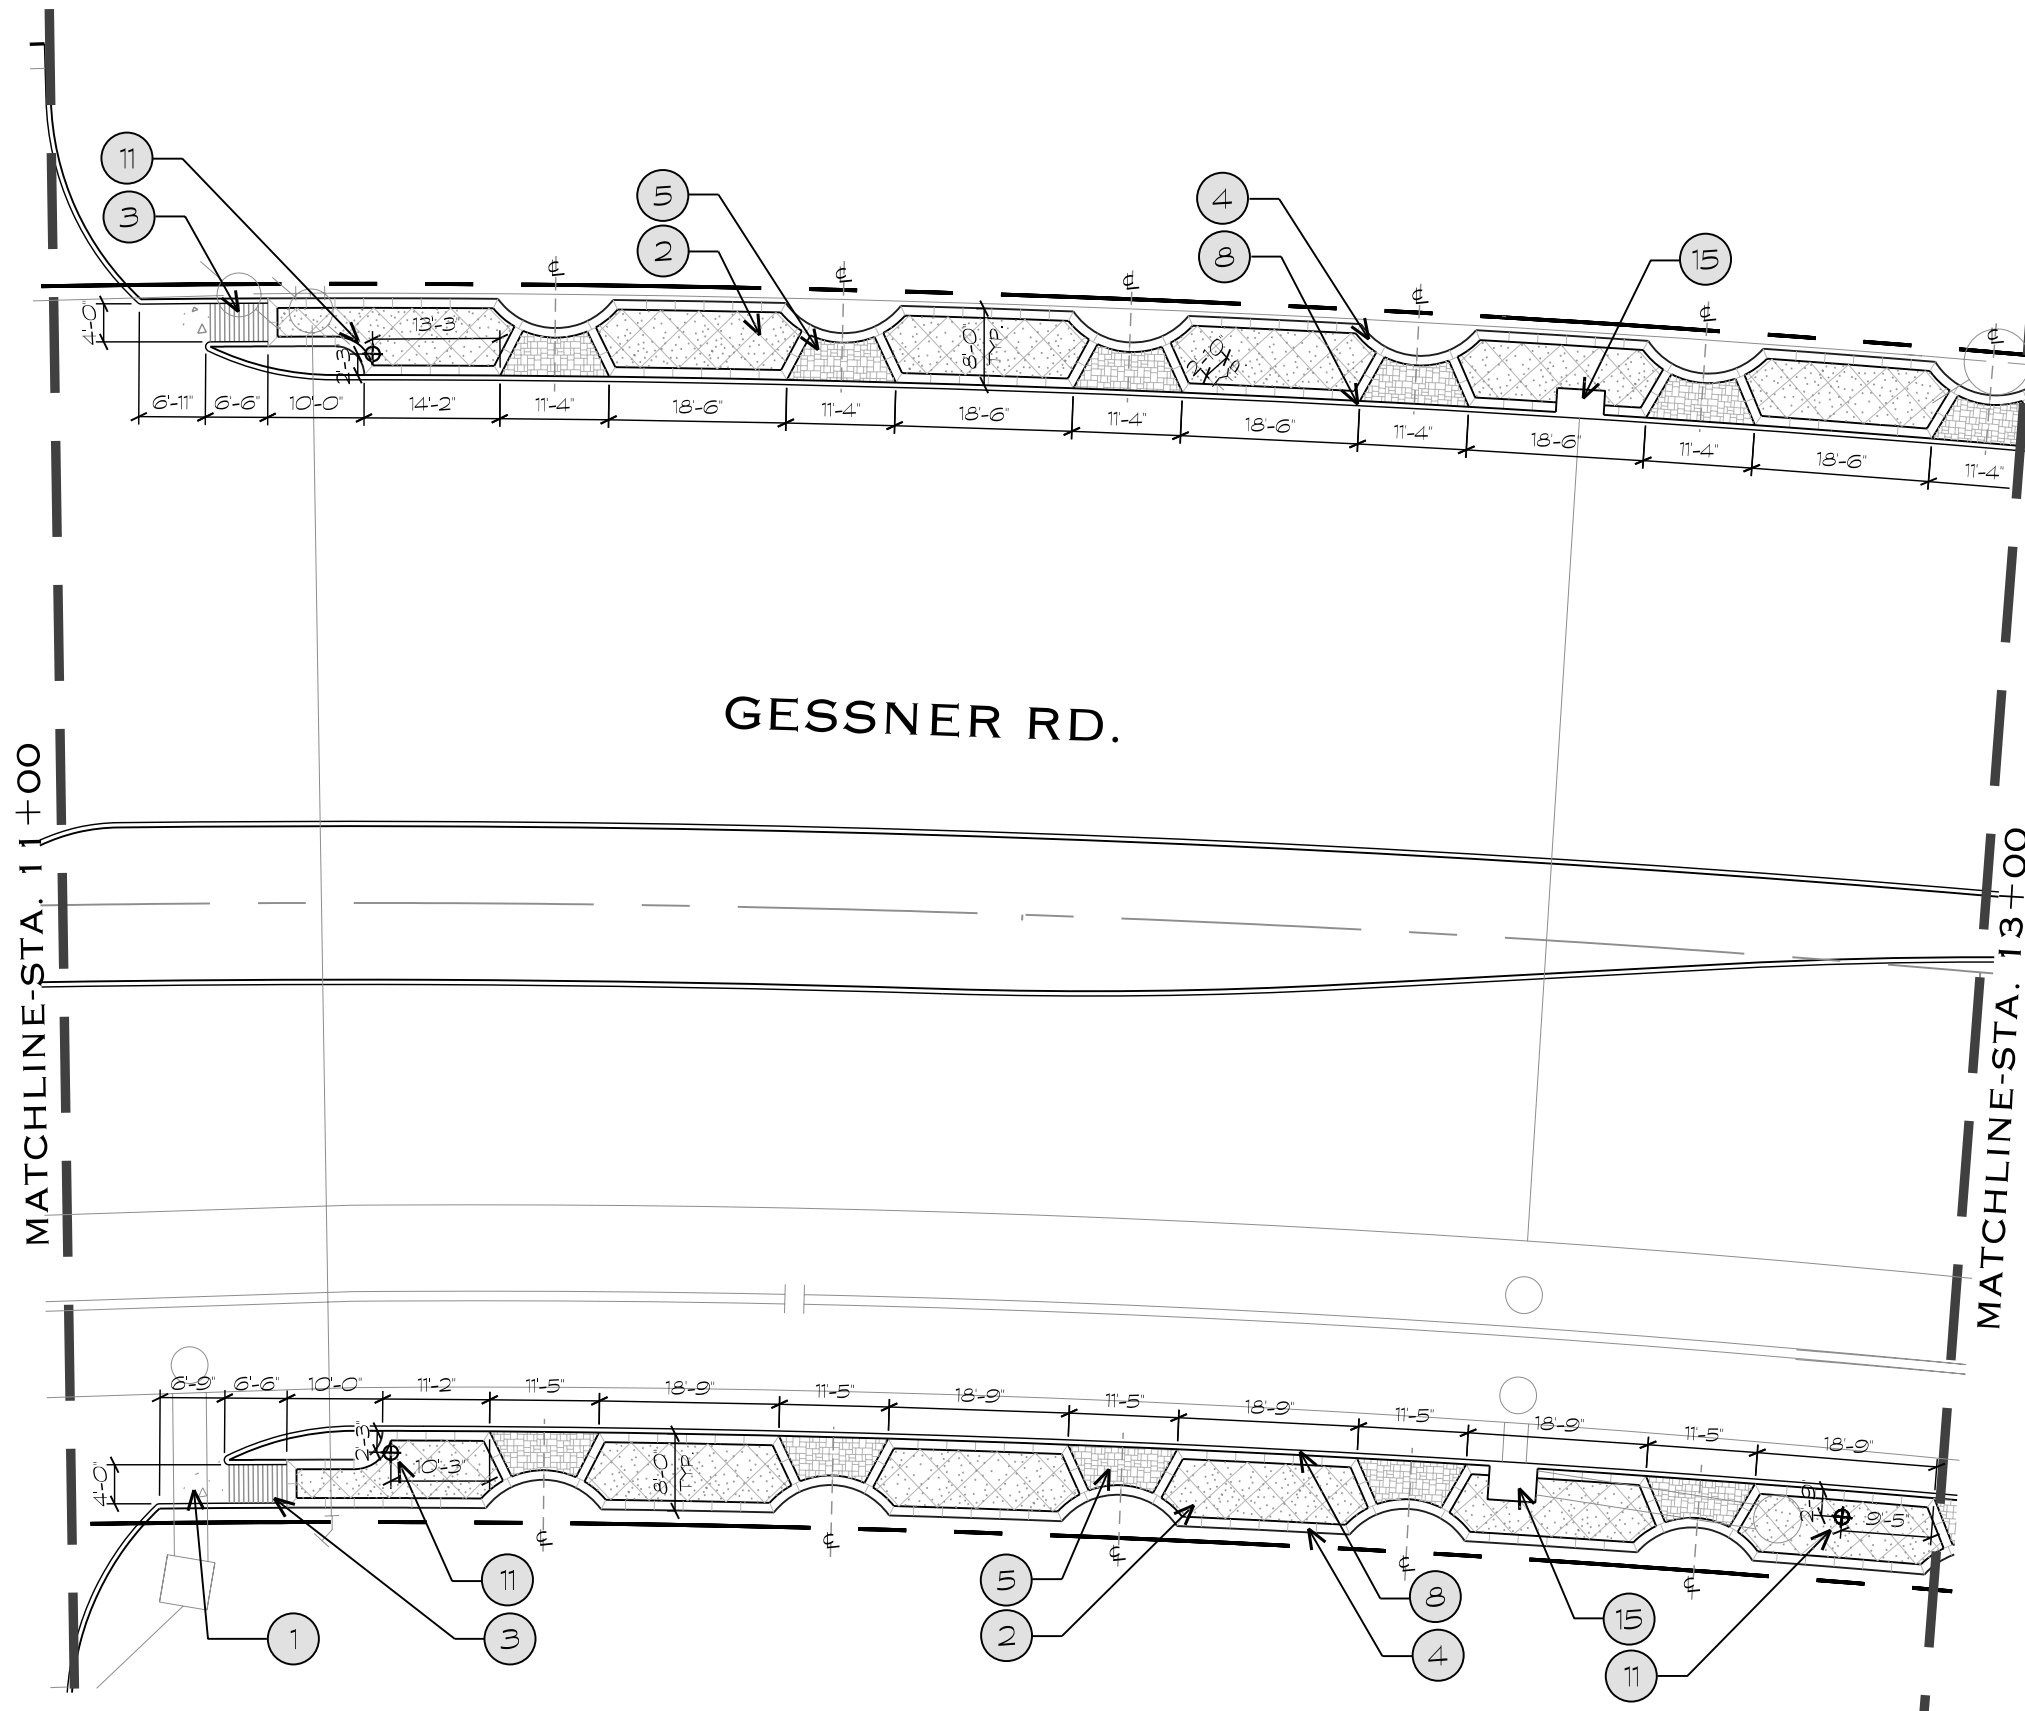 11
3
5
2
4
8
15
℄ ℄ ℄ ℄ ℄ ℄
4'-0"
2'-3"
13'-3"
8'-0"
TYP.
2'-0"
TYP.
6'-11" 6'-6" 10'-0" 14'-2" 11'-4" 18'-6" 11'-4" 18'-6" 11'-4" 18'-6" 11'-4" 18'-6" 11'-4" 18'-6" 11'-4"
GESSNER RD.
MATCHLINE-STA. 11+00
MATCHLINE-STA. 13+00
6'-9" 6'-6" 10'-0" 11'-2" 11'-5" 18'-9" 11'-5" 18'-9" 11'-5" 18'-9" 11'-5" 18'-9" 11'-5" 18'-9"
4'-0"
2'-3"
10'-3"
8'-0"
TYP.
9'-5"
℄ ℄ ℄ ℄ ℄
11
3
1
5
2
8
4
15
11